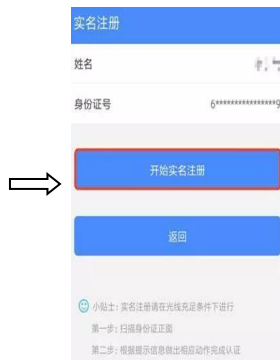 实名注册
姓名
身份证号 6****************9
开始实名注册
返回
小贴士：实名注册请在光线充足条件下进行
第一步：扫描身份证正面
第二步：根据提示信息做出相应动作完成认证